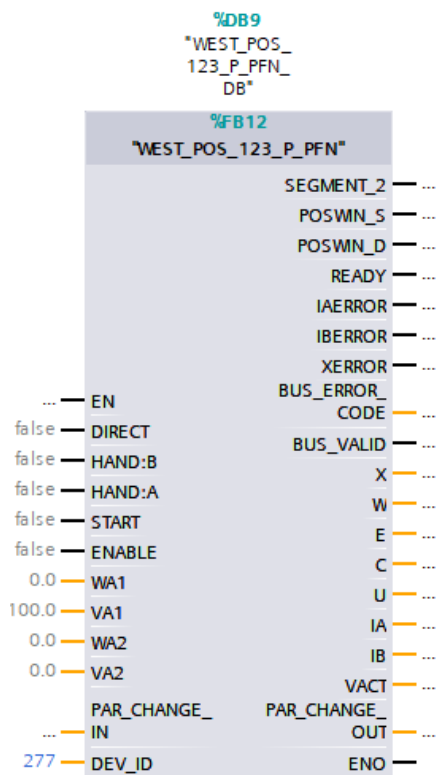 %DB9
"WEST_POS_
123_P_PFN_
DB"
%FB12
"WEST_POS_123_P_PFN"
SEGMENT_2 ...
POSWIN_S ...
POSWIN_D ...
READY ...
IAERROR ...
IBERROR ...
XERROR ...
BUS_ERROR_
CODE ...
... EN
false DIRECT
BUS_VALID ...
false HAND:B
X ...
false HAND:A
W ...
false START
E ...
false ENABLE
C ...
0.0 WA1
U ...
100.0 VA1
IA ...
0.0 WA2
IB ...
0.0 VA2
VACT ...
PAR_CHANGE_
... IN
PAR_CHANGE_
OUT ...
277 DEV_ID
ENO